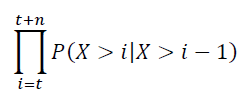 t+n
∏ P(X > i|X > i − 1)
i=t